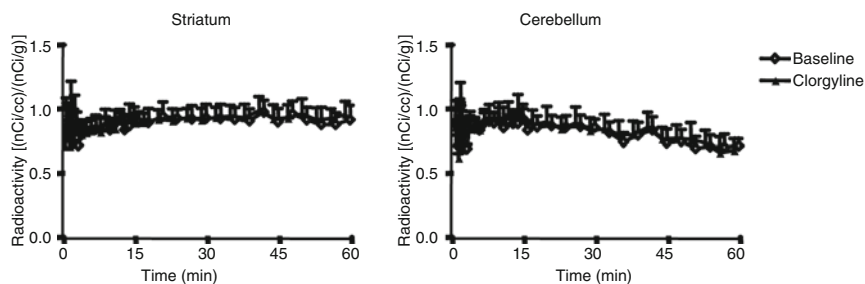 Striatum
Radioactivity [(nCi/cc)/(nCi/g)]
1.5
1.0
0.5
0.0
0 15 30 45 60
Time (min)
Cerebellum
Radioactivity [(nCi/cc)/(nCi/g)]
1.5
1.0
0.5
0.0
0 15 30 45 60
Time (min)
Baseline
Clorgyline